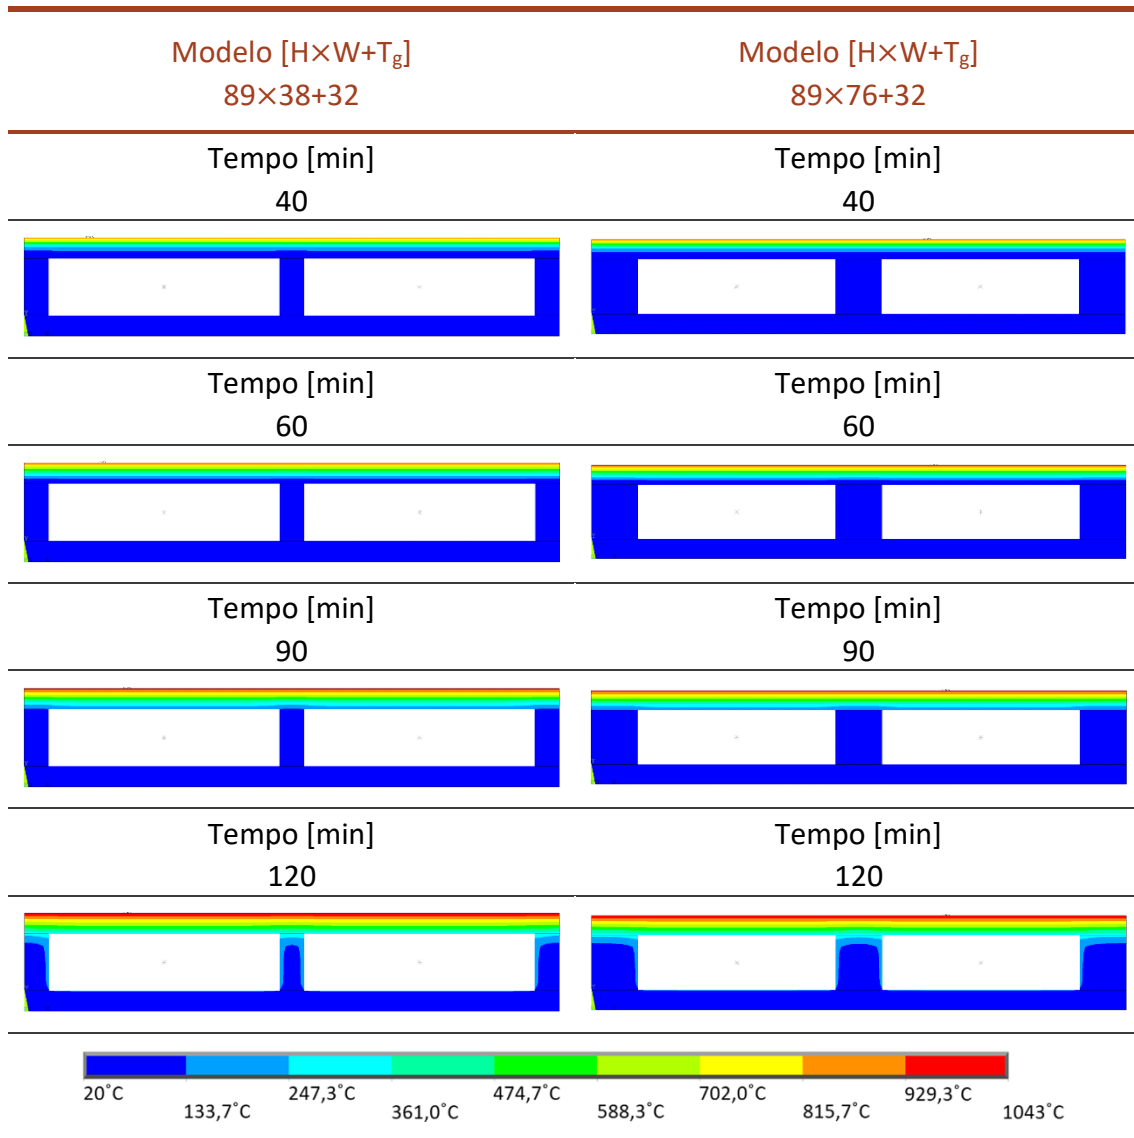 Modelo [H×W+Tg]
89×38+32
Modelo [H×W+Tg]
89×76+32
Tempo [min]
40
Tempo [min]
40
Tempo [min]
60
Tempo [min]
60
Tempo [min]
90
Tempo [min]
90
Tempo [min]
120
Tempo [min]
120
20˚C 133,7˚C 247,3˚C 361,0˚C 474,7˚C 588,3˚C 702,0˚C 815,7˚C 929,3˚C 1043˚C